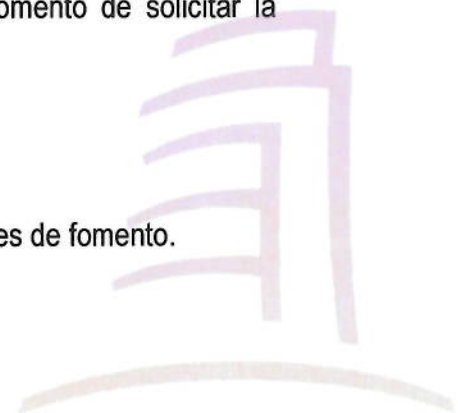 omento de solicitar la
es de fomento.